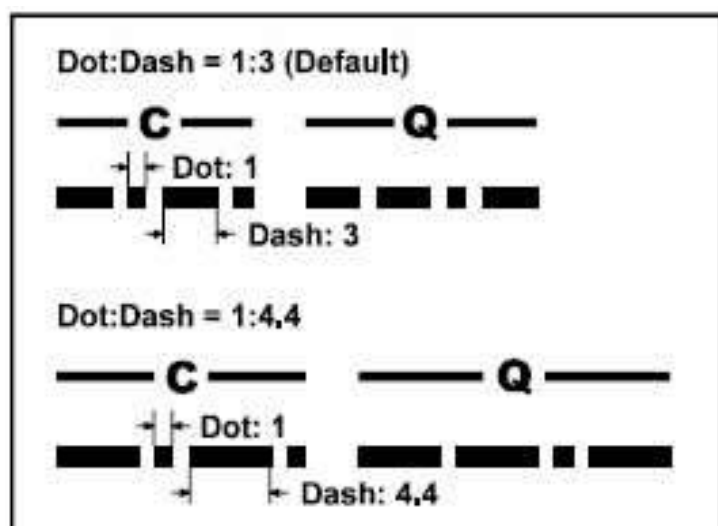 Dot:Dash = 1:3 (Default)
C Q
Dot: 1
Dash: 3
Dot:Dash = 1:4.4
C Q
Dot: 1
Dash: 4.4